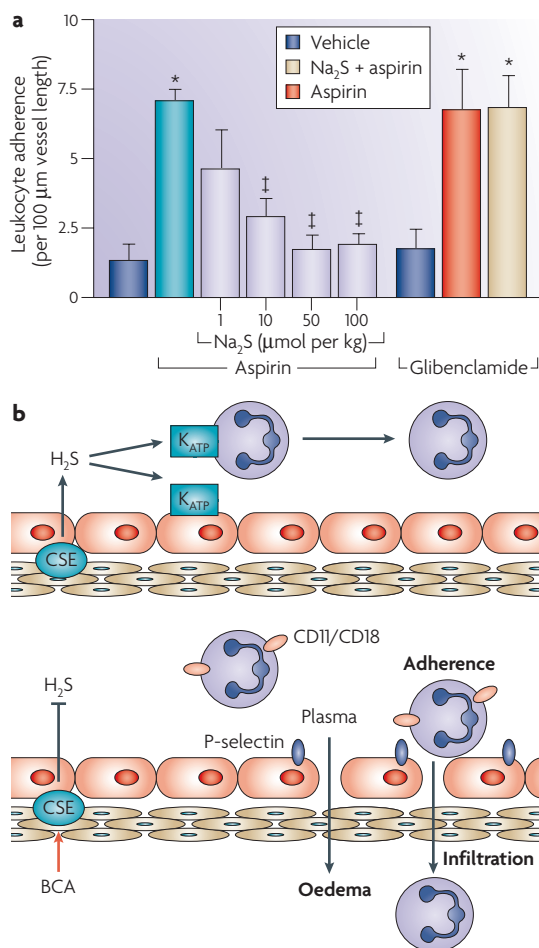 a
10
7.5
5
2.5
0
Leukocyte adherence
(per 100 μm vessel length)
Vehicle
Na₂S + aspirin
Aspirin
*
‡
‡
‡
*
*
1
10
50
100
Na₂S (μmol per kg)
Aspirin
Glibenclamide
b
H₂S
K_ATP
K_ATP
CSE
CD11/CD18
Adherence
H₂S
Plasma
P-selectin
CSE
Infiltration
BCA
Oedema